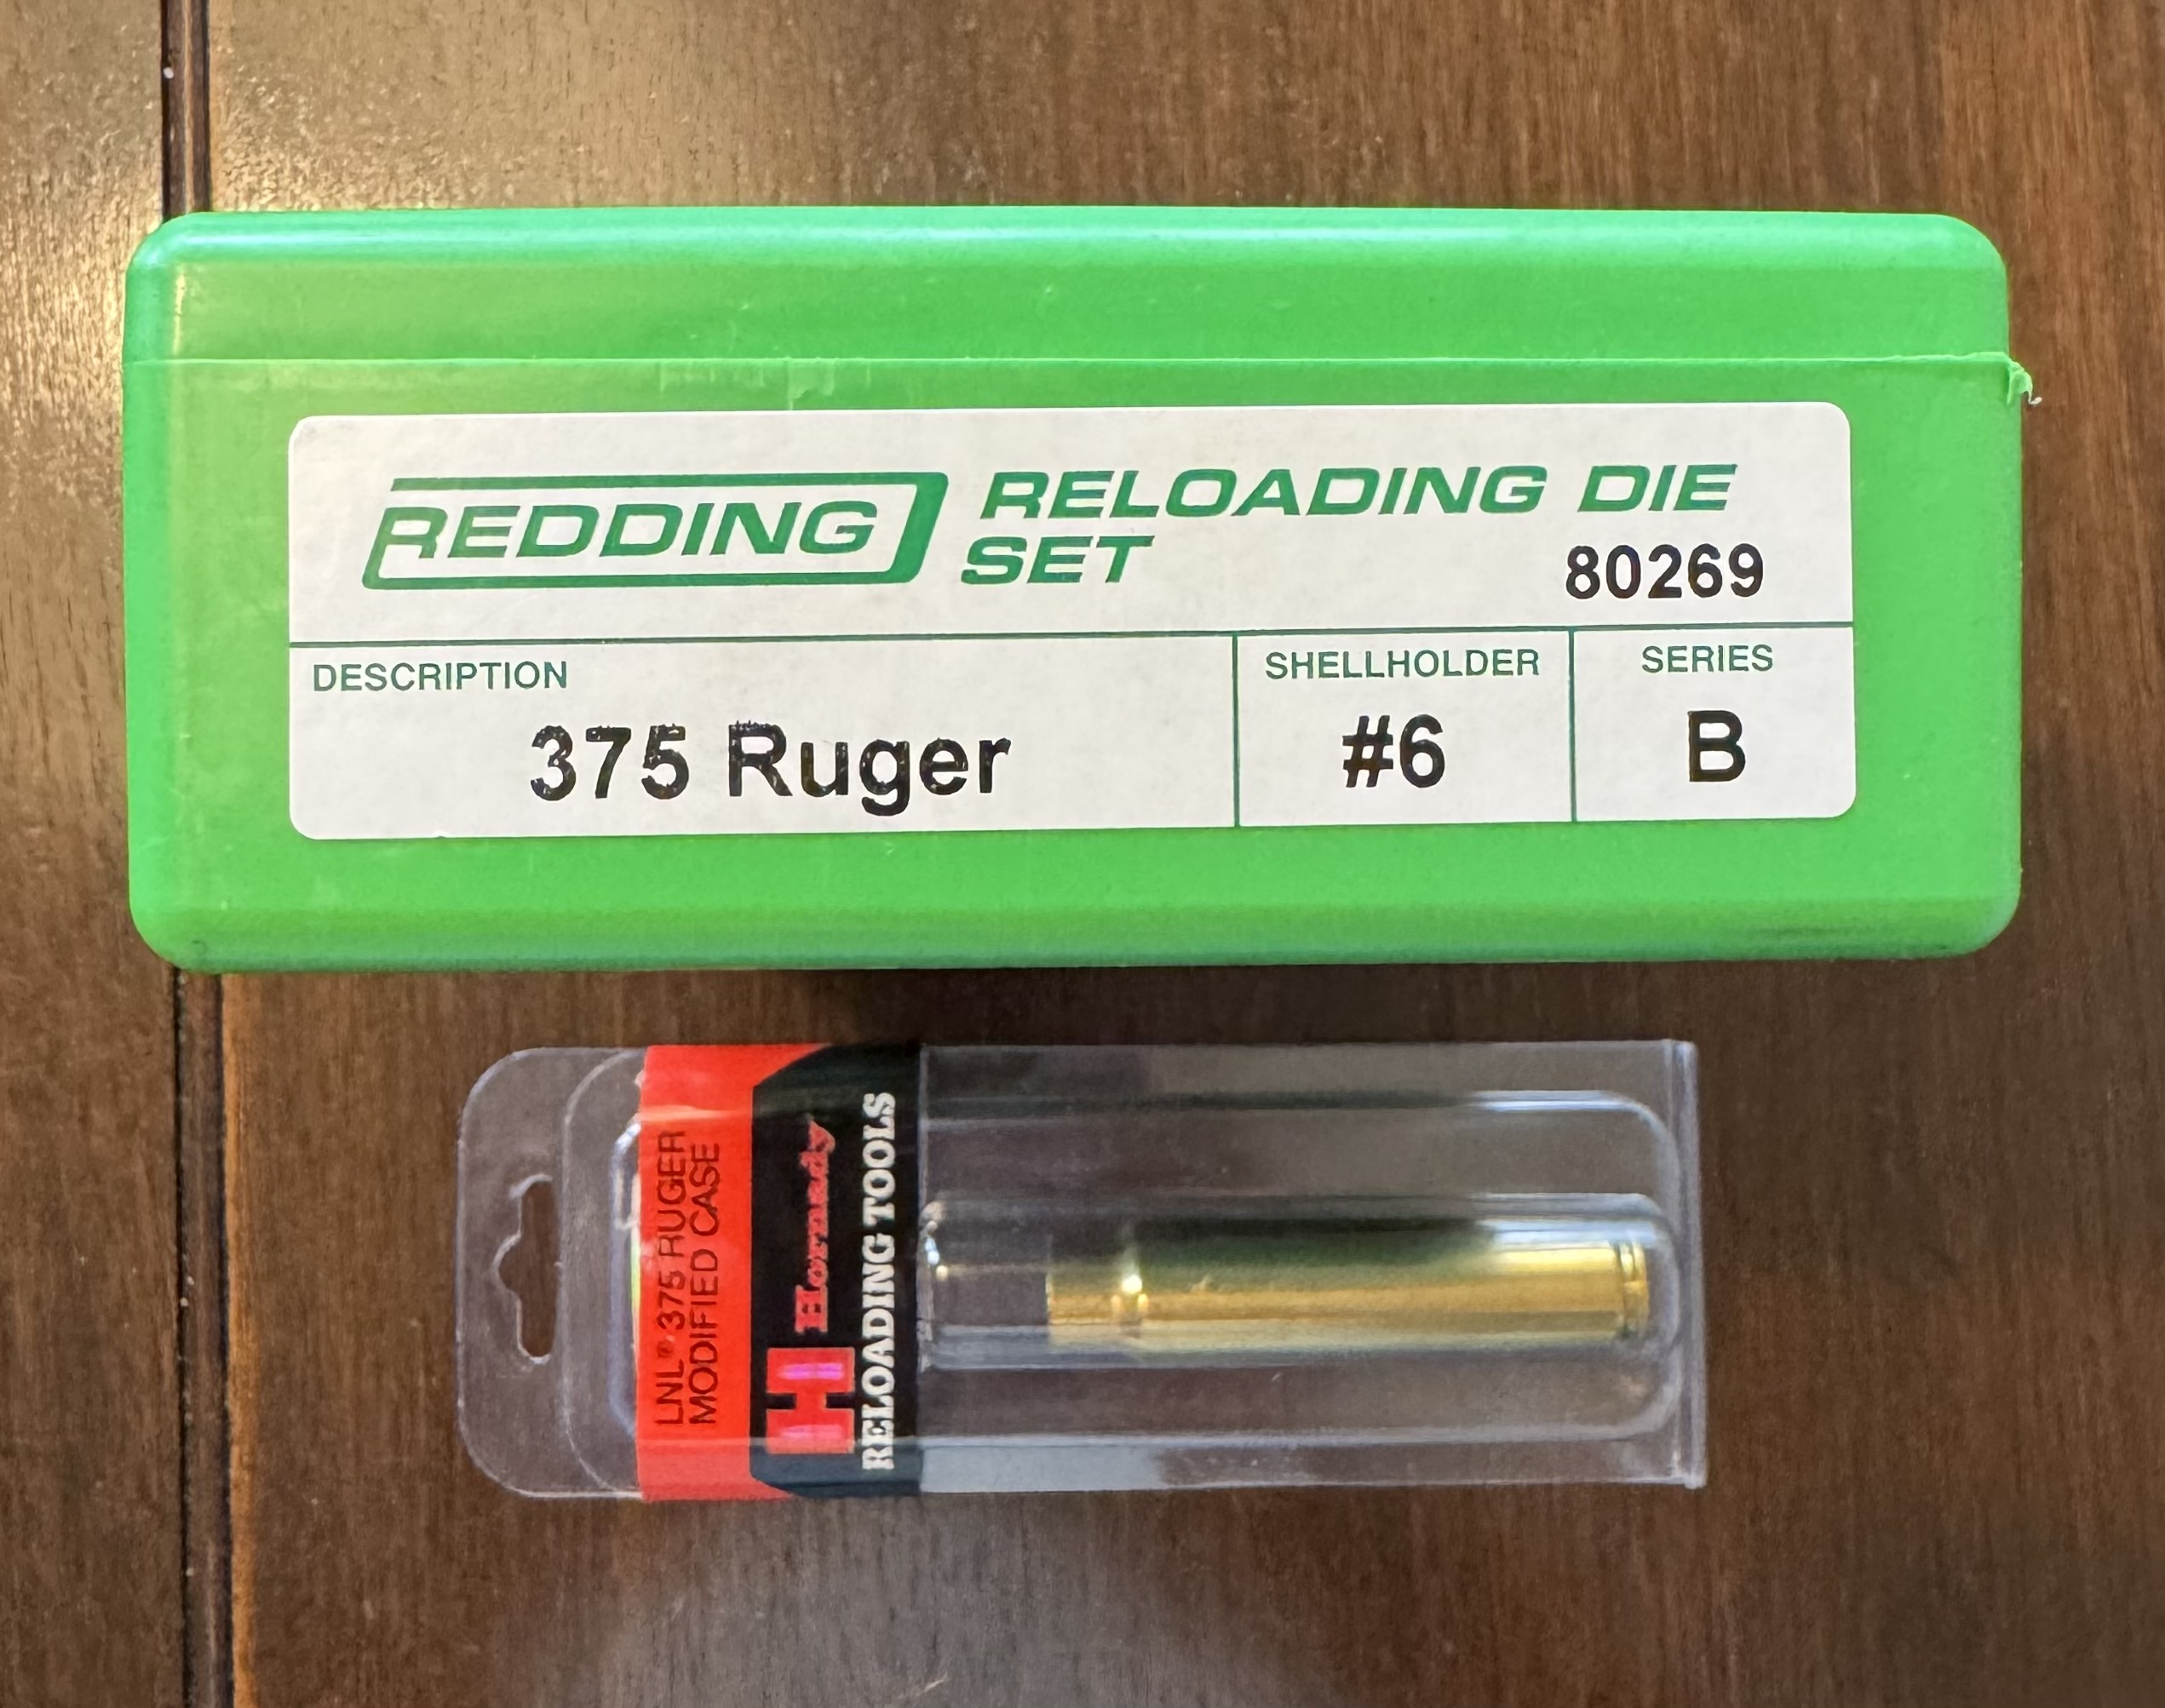 REDDING RELOADING DIE
SET
80269
DESCRIPTION
375 Ruger
SHELLHOLDER
#6
SERIES
B
LNL® 375 RUGER
MODIFIED CASE
H Hornady
RELOADING TOOLS